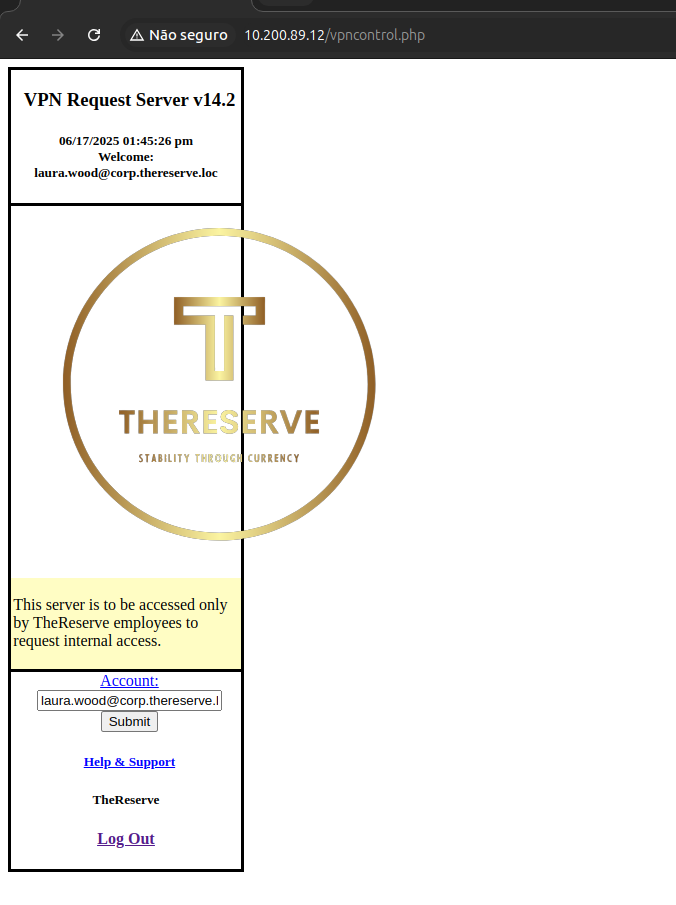 Não seguro
10.200.89.12/vpncontrol.php
VPN Request Server v14.2
06/17/2025 01:45:26 pm
Welcome:
laura.wood@corp.thereserve.loc
T
THERESERVE
STABILITY THROUGH CURRENCY
This server is to be accessed only
by TheReserve employees to
request internal access.
Account:
laura.wood@corp.thereserve.l
Submit
Help & Support
TheReserve
Log Out